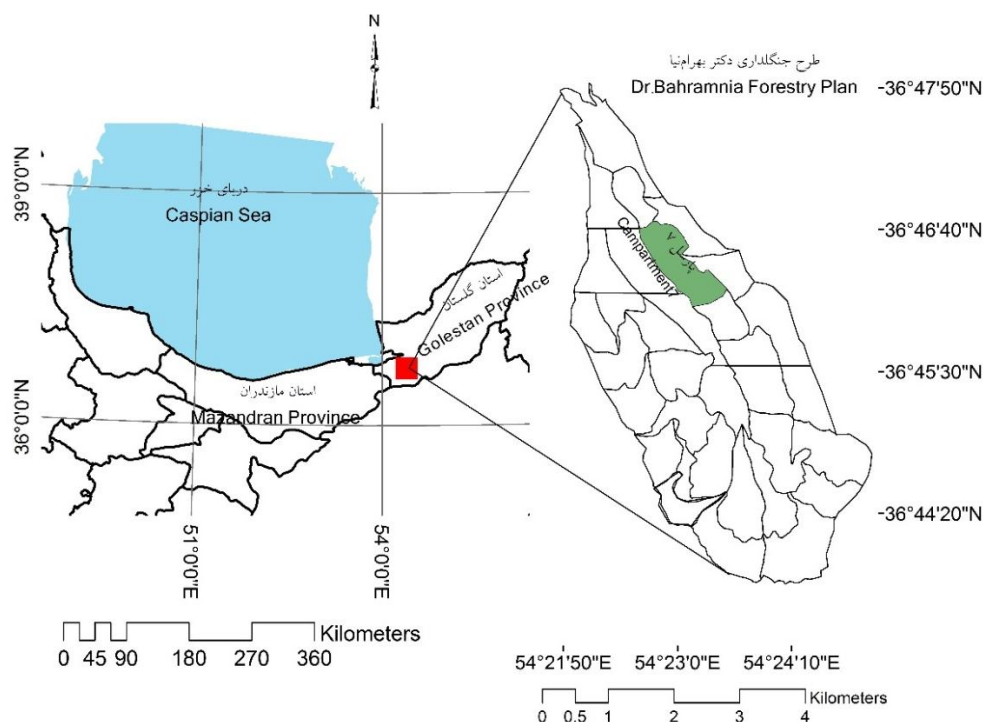 N
طرح جنگلداری دکتر بهرام‌نیا
Dr.Bahramnia Forestry Plan
36°47'50"N
36°46'40"N
36°45'30"N
36°44'20"N
39°0'0"N
36°0'0"N
دریای خزر
Caspian Sea
استان گلستان
Golestan Province
استان مازندران
Mazandran Province
پارسل 7
Campartment7
51°0'0"E
54°0'0"E
Kilometers
0 45 90 180 270 360
54°21'50"E 54°23'0"E 54°24'10"E
Kilometers
0 0.5 1 2 3 4